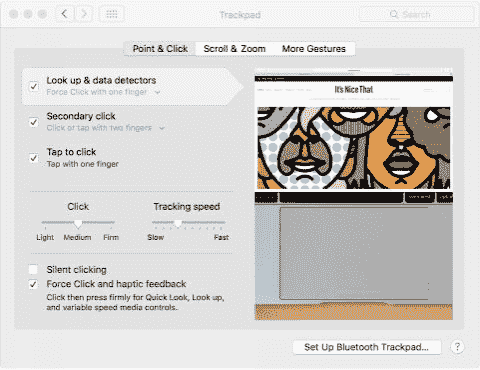 Trackpad
Search
Point & Click
Scroll & Zoom
More Gestures
Look up & data detectors
Force Click with one finger
Secondary click
Click or tap with two fingers
Tap to click
Tap with one finger
Click
Tracking speed
Light
Medium
Firm
Slow
Fast
Silent clicking
Force Click and haptic feedback
Click then press firmly for Quick Look, Look up,
and variable speed media controls.
It's Nice That
Set Up Bluetooth Trackpad...
?